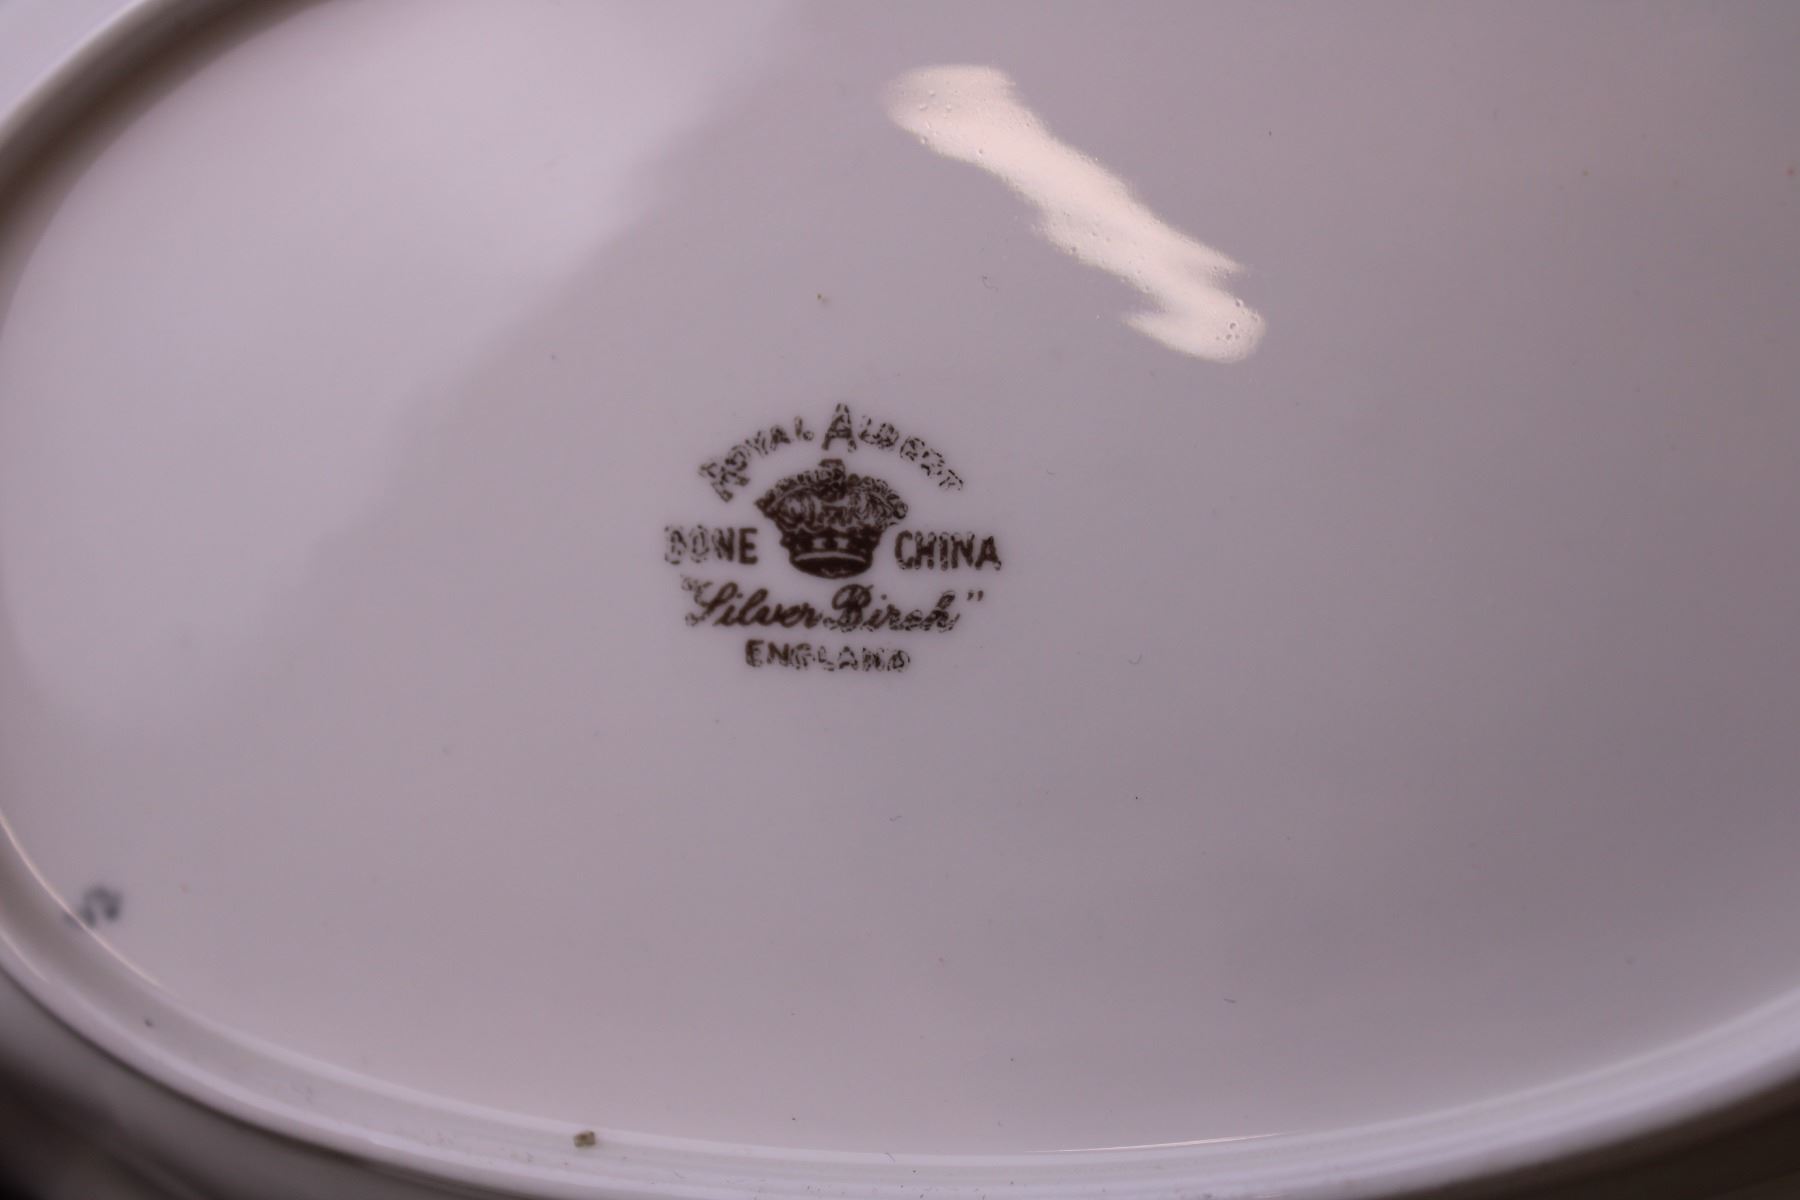 ROYAL ALBERT
BONE CHINA
"Silver Birch"
ENGLAND